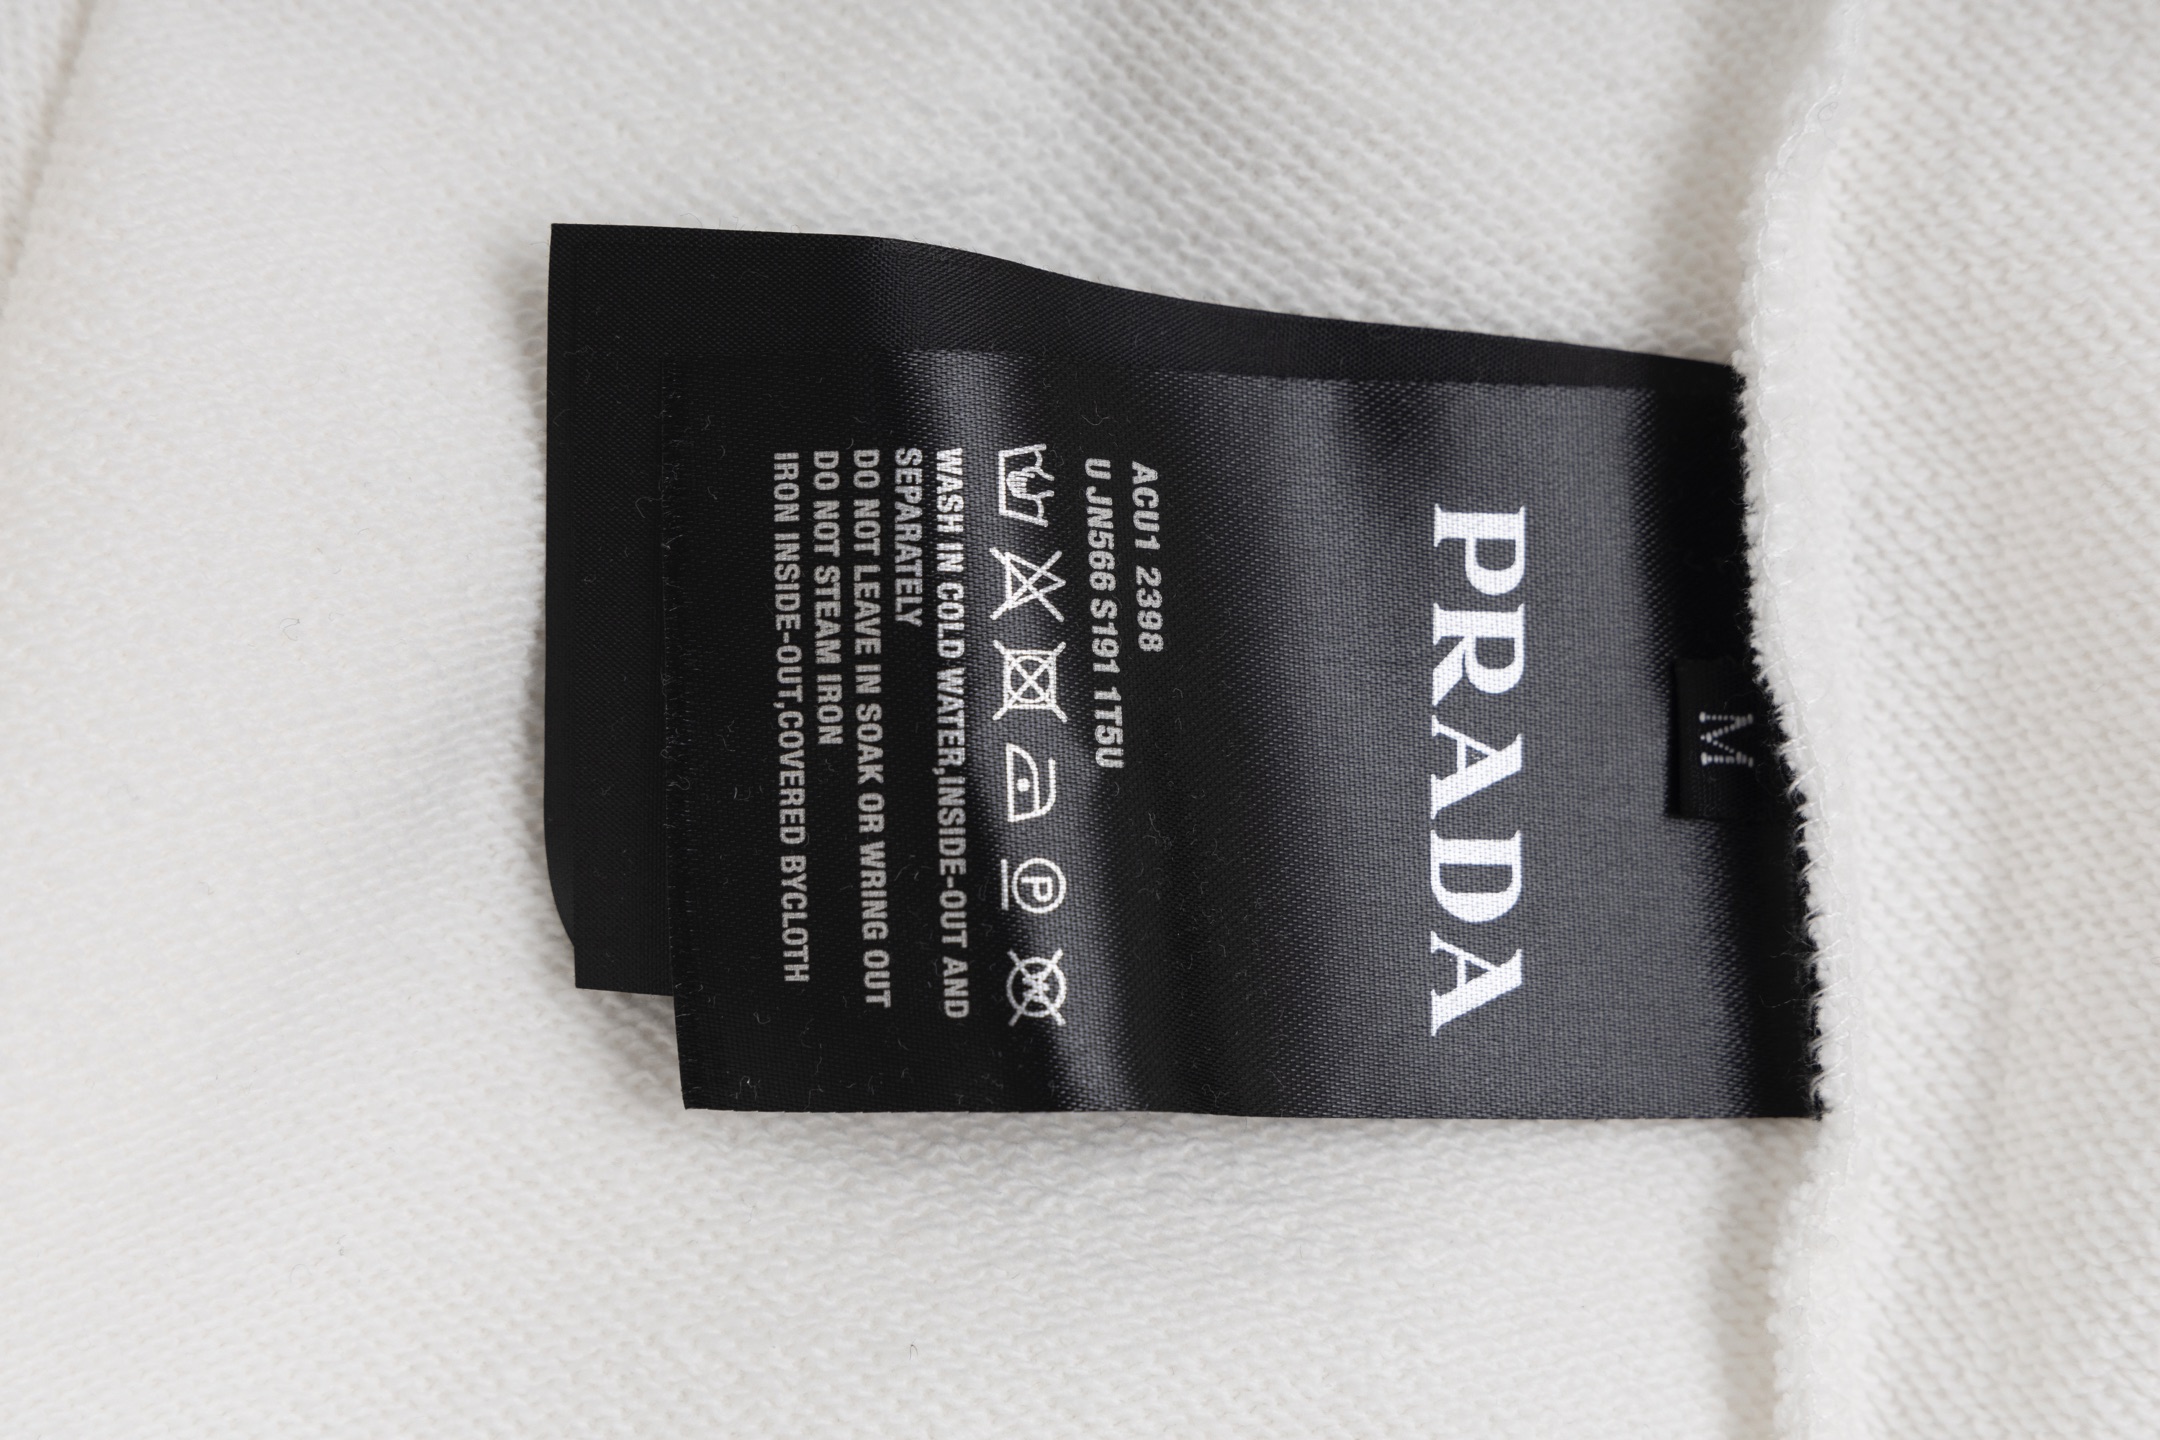 M
PRADA
ACU1 2398
UJN566 S191 1T5U
P
WASH IN COLD WATER,INSIDE-OUT AND
SEPARATELY
DO NOT LEAVE IN SOAK OR WRING OUT
DO NOT STEAM IRON
IRON INSIDE-OUT,COVERED BYCLOTH